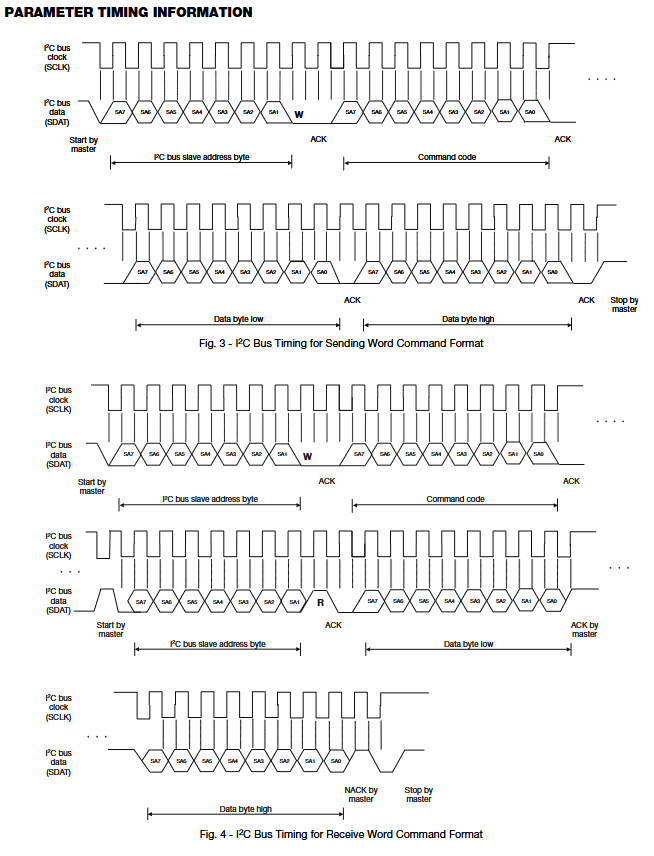 PARAMETER TIMING INFORMATION
I²C bus
clock
(SCLK)
. . . .
I²C bus
data
(SDAT)
SA7 SA6 SA5 SA4 SA3 SA2 SA1 W SA7 SA6 SA5 SA4 SA3 SA2 SA1 SA0
Start by
master
ACK
ACK
I²C bus slave address byte
Command code
I²C bus
clock
(SCLK)
. . . .
I²C bus
data
(SDAT)
SA7 SA6 SA5 SA4 SA3 SA2 SA1 SA0 SA7 SA6 SA5 SA4 SA3 SA2 SA1 SA0
ACK
ACK
Stop by
master
Data byte low
Data byte high
Fig. 3 - I²C Bus Timing for Sending Word Command Format
I²C bus
clock
(SCLK)
. . . .
I²C bus
data
(SDAT)
SA7 SA6 SA5 SA4 SA3 SA2 SA1 W SA7 SA6 SA5 SA4 SA3 SA2 SA1 SA0
Start by
master
ACK
ACK
I²C bus slave address byte
Command code
I²C bus
clock
(SCLK)
. . .
. . .
I²C bus
data
(SDAT)
SA7 SA6 SA5 SA4 SA3 SA2 SA1 R SA7 SA6 SA5 SA4 SA3 SA2 SA1 SA0
Start by
master
ACK
ACK by
master
I²C bus slave address byte
Data byte low
I²C bus
clock
(SCLK)
. . .
I²C bus
data
(SDAT)
SA7 SA6 SA5 SA4 SA3 SA2 SA1 SA0
NACK by
master
Stop by
master
Data byte high
Fig. 4 - I²C Bus Timing for Receive Word Command Format